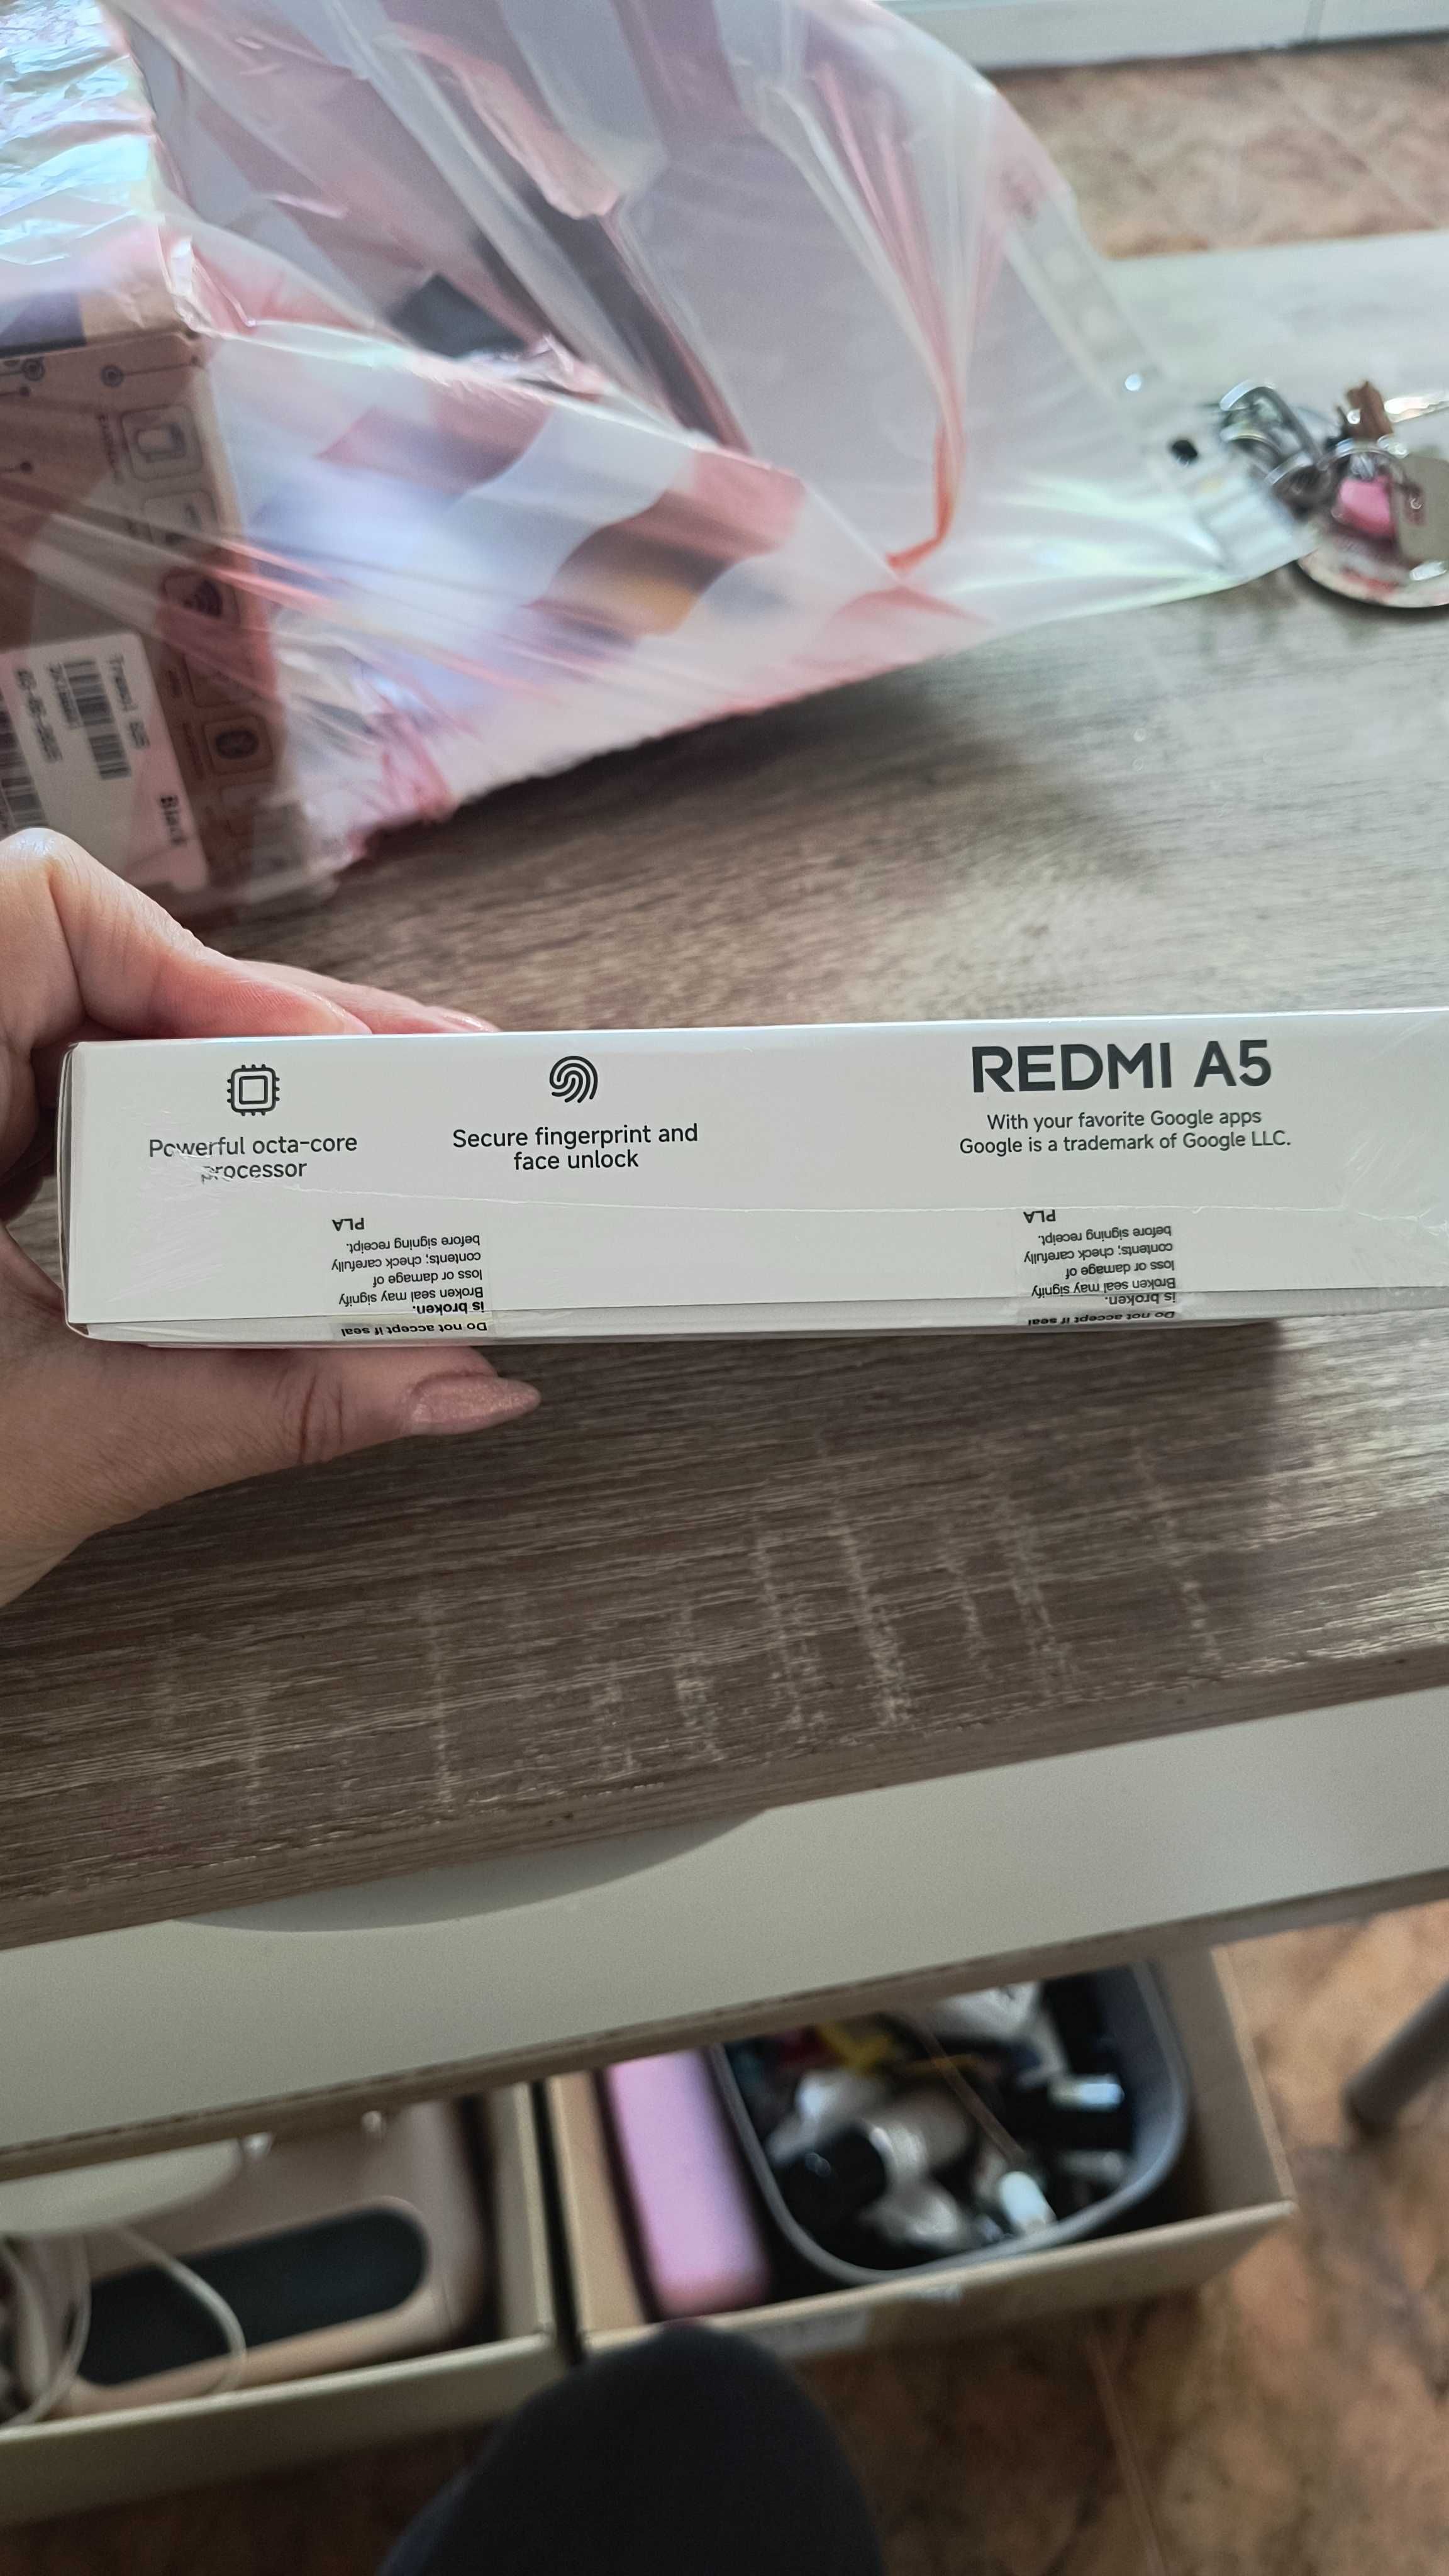 Black
Powerful octa-core
processor
Secure fingerprint and
face unlock
REDMI A5
With your favorite Google apps
Google is a trademark of Google LLC.
Do not accept if seal
is broken.
Broken seal may signify
loss or damage of
contents; check carefully
before signing receipt.
PLA
Do not accept if seal
is broken.
Broken seal may signify
loss or damage of
contents; check carefully
before signing receipt.
PLA